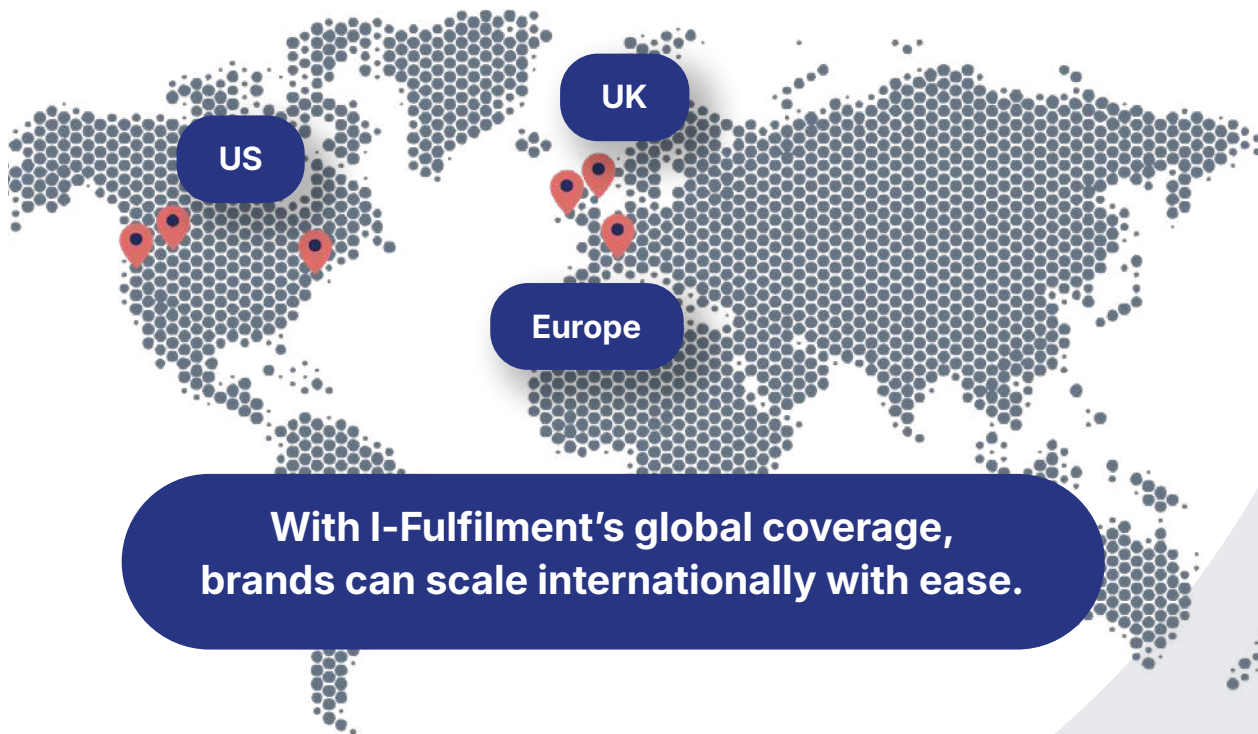 UK
US
Europe
With I-Fulfilment’s global coverage,
brands can scale internationally with ease.